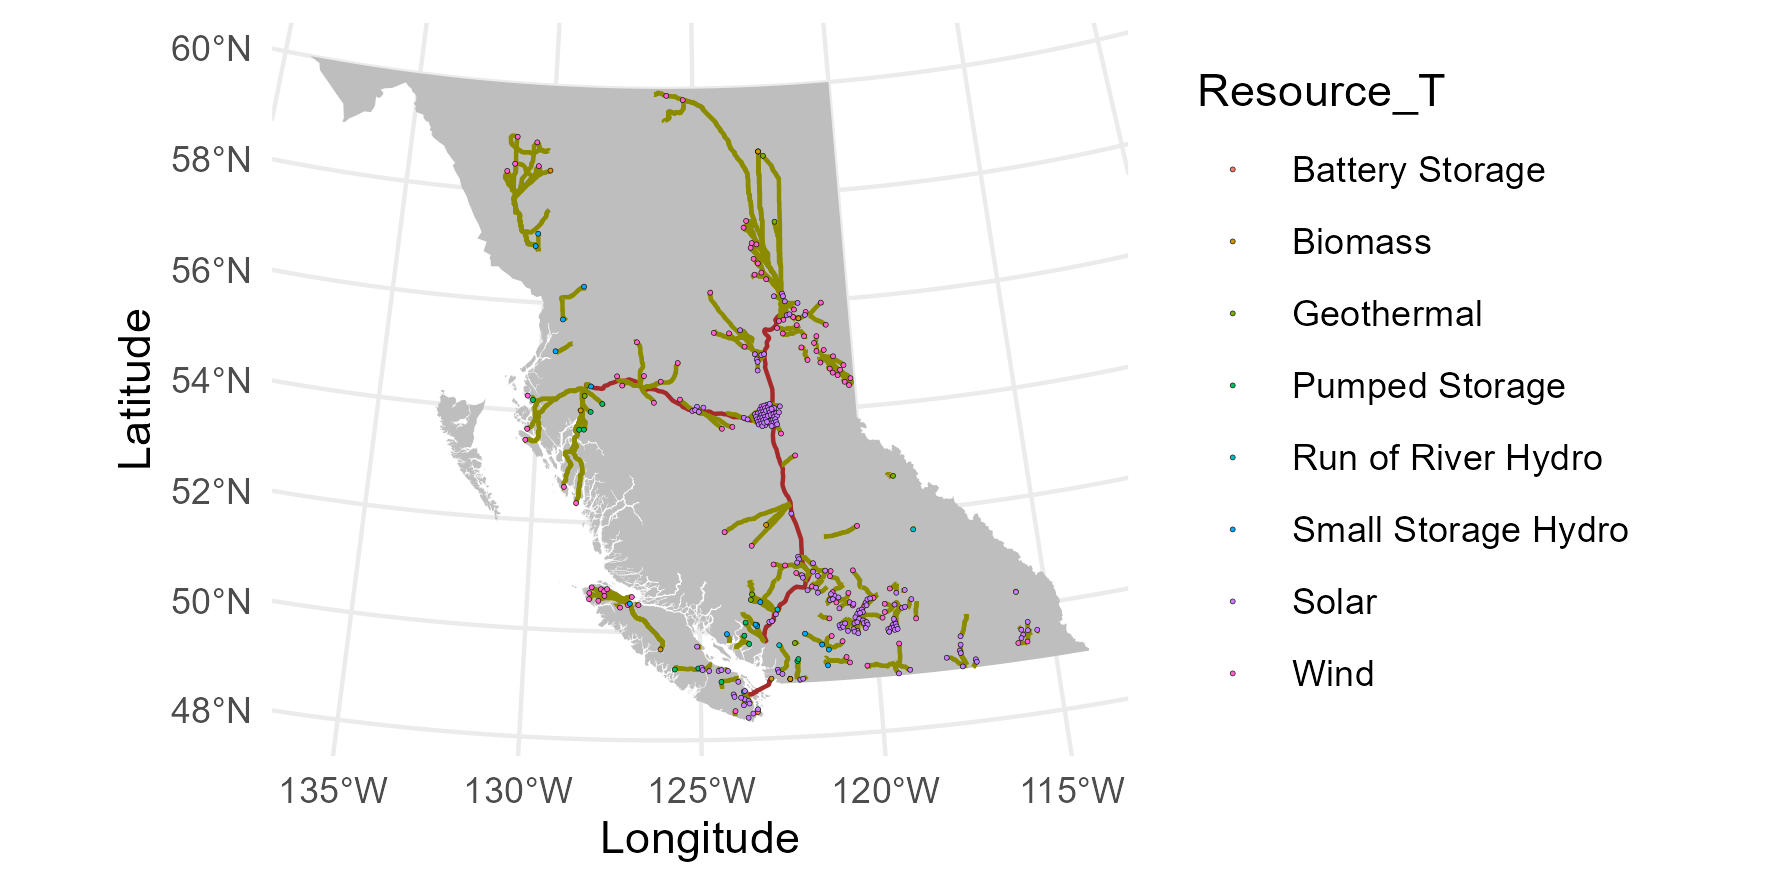 60°N
58°N
56°N
54°N
52°N
50°N
48°N
Latitude
135°W
130°W
125°W
120°W
115°W
Longitude
Resource_T
Battery Storage
Biomass
Geothermal
Pumped Storage
Run of River Hydro
Small Storage Hydro
Solar
Wind